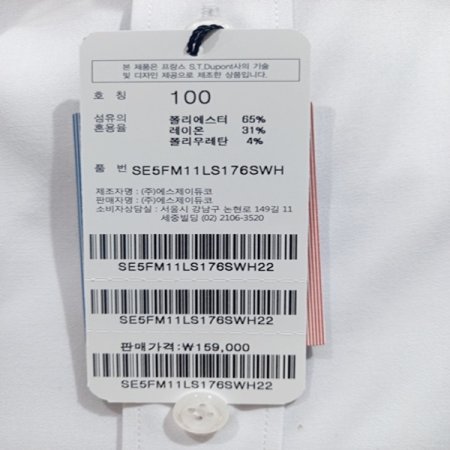 본 제품은 프랑스 S.T.Dupont사의 기술
및 디자인 제공으로 제조한 상품입니다.
호 칭 100
섬유의 폴리에스터 65%
혼용율 레이온 31%
폴리우레탄 4%
품 번 SE5FM11LS176SWH
제조자명 : (주)에스제이듀코
판매자명 : (주)에스제이듀코
소비자상담실 : 서울시 강남구 논현로 149길 11
세중빌딩 (02) 2106-3520
SE5FM11LS176SWH22
SE5FM11LS176SWH22
판매가격:₩159,000
SE5FM11LS176SWH22